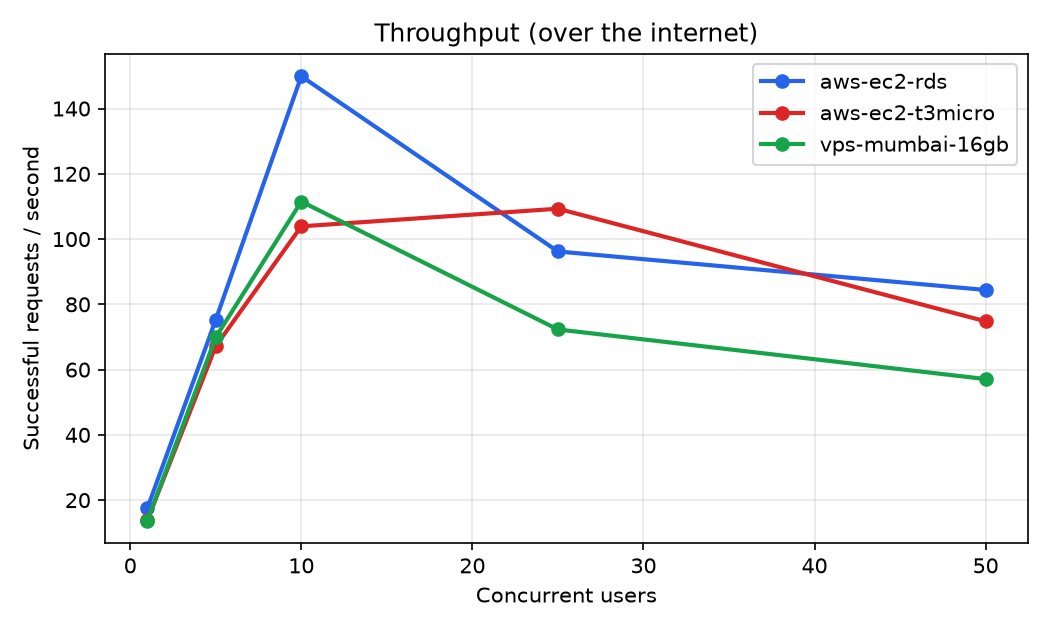 Throughput (over the internet)
aws-ec2-rds
aws-ec2-t3micro
vps-mumbai-16gb
Successful requests / second
140
120
100
80
60
40
20
0 10 20 30 40 50
Concurrent users